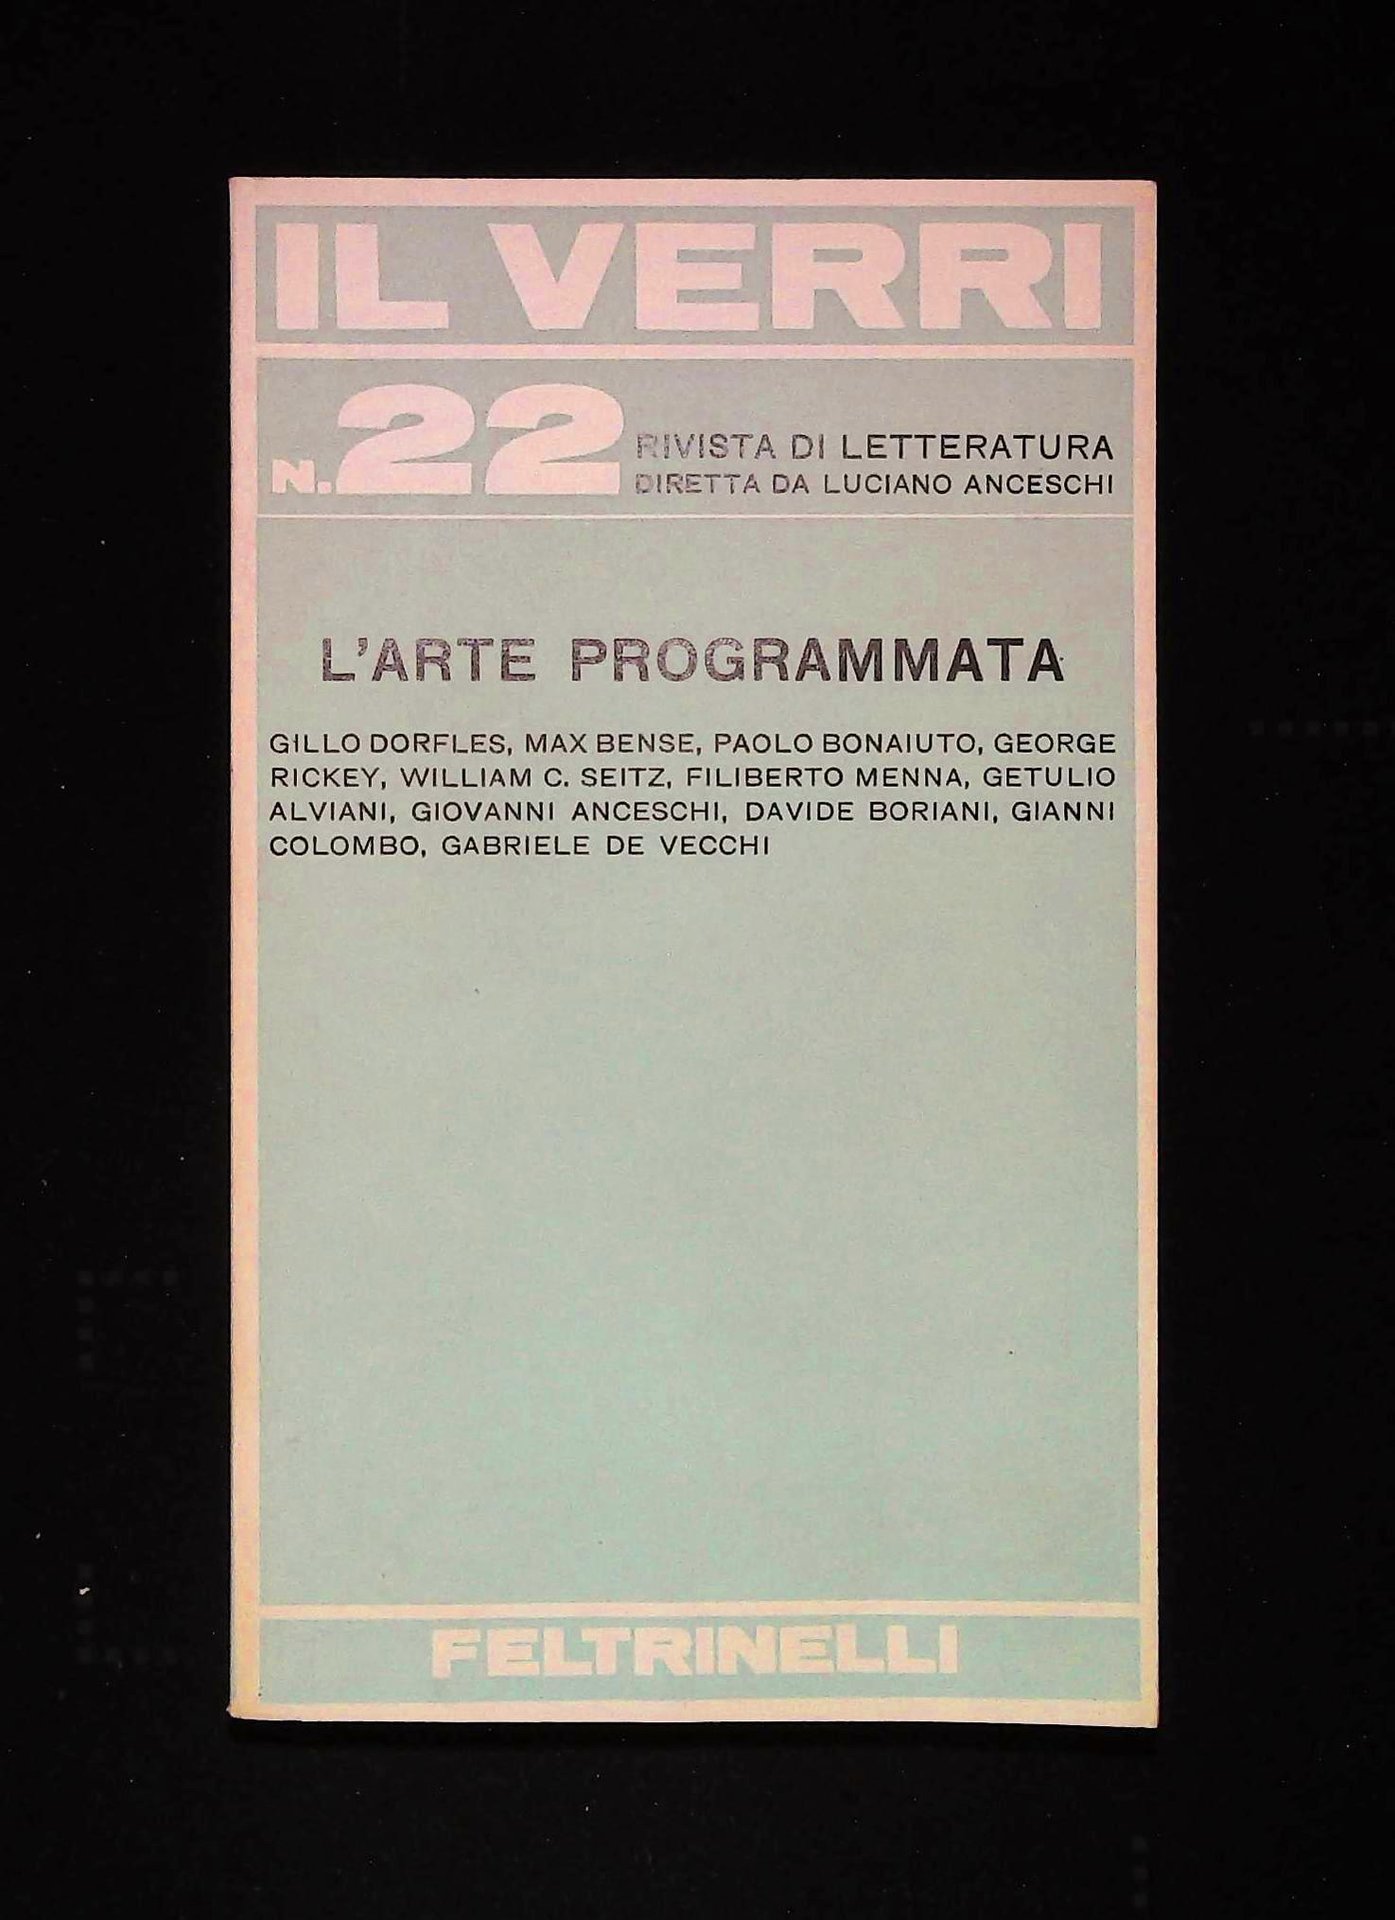 IL VERRI
N.22
RIVISTA DI LETTERATURA
DIRETTA DA LUCIANO ANCESCHI
L'ARTE PROGRAMMATA
GILLO DORFLES, MAX BENSE, PAOLO BONAIUTO, GEORGE
RICKEY, WILLIAM C. SEITZ, FILIBERTO MENNA, GETULIO
ALVIANI, GIOVANNI ANCESCHI, DAVIDE BORIANI, GIANNI
COLOMBO, GABRIELE DE VECCHI
FELTRINELLI